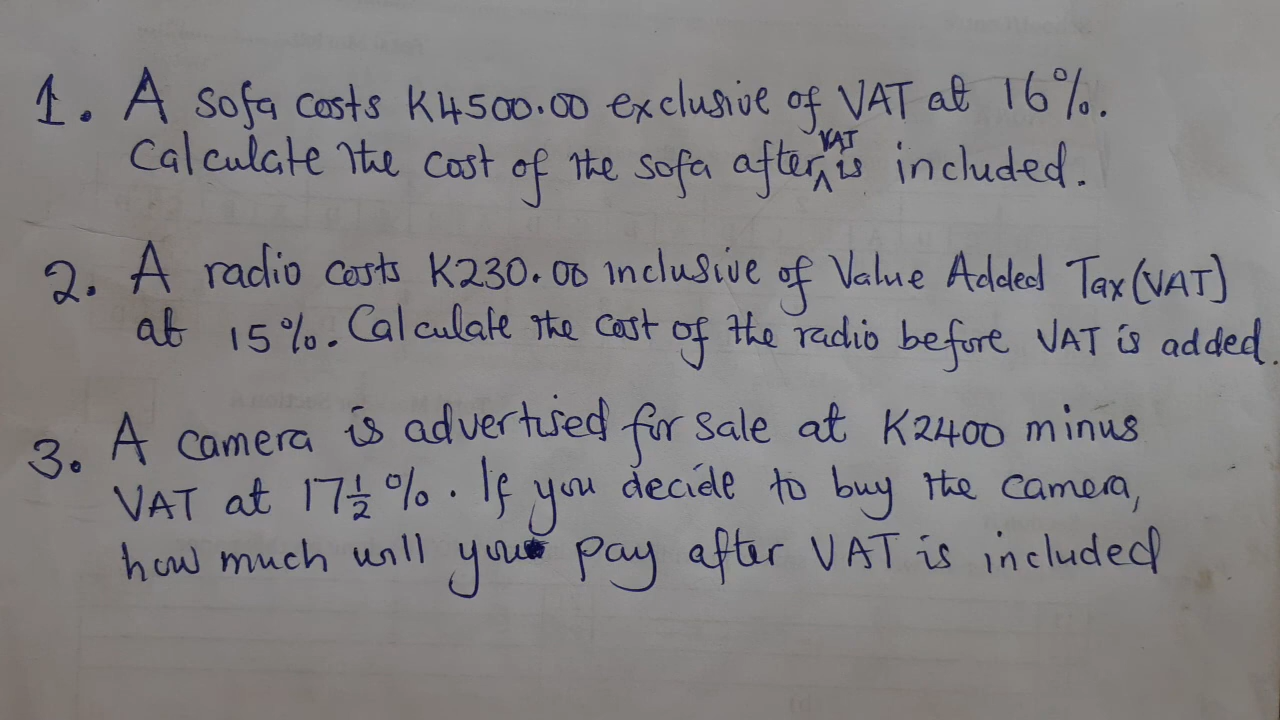 1. A sofa costs K4500.00 exclusive of VAT at 16%.
Calculate the cost of the sofa after VAT is included.
2. A radio costs K230.00 inclusive of Value Added Tax (VAT)
at 15%. Calculate the cost of the radio before VAT is added.
3. A camera is advertised for sale at K2400 minus
VAT at 17½%. If you decide to buy the camera,
how much will you pay after VAT is included